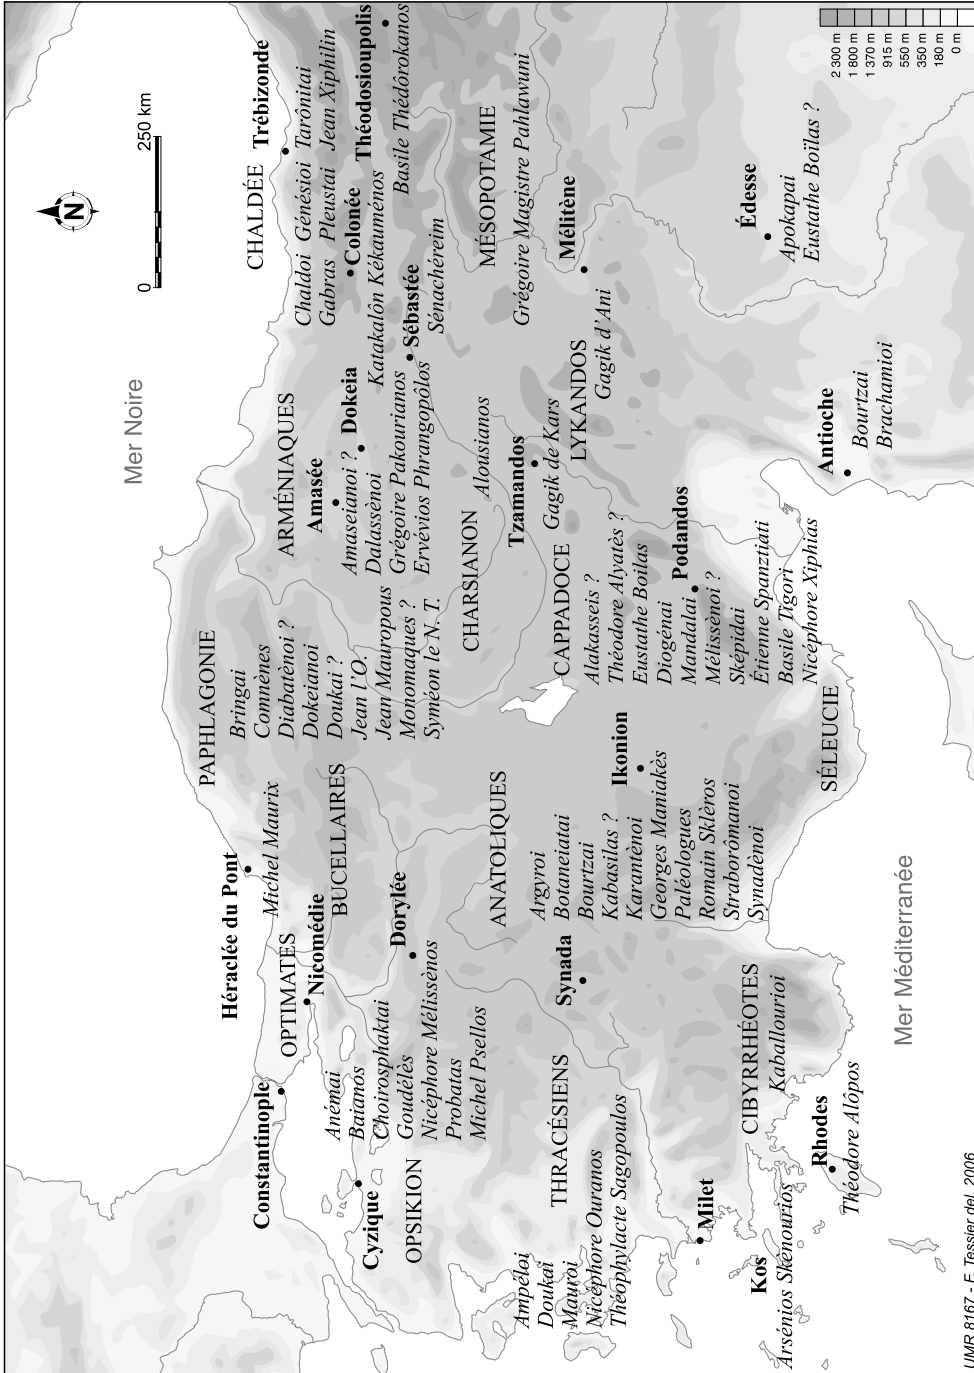 Mer Noire
Mer Méditerranée
N
0 250 km
2 300 m
1 800 m
1 370 m
915 m
550 m
350 m
180 m
0 m
Constantinople
Héraclée du Pont
Michel Maurix
OPTIMATES
Nicomédie
BUCELLAIRES
PAPHLAGONIE
Bringai
Comnènes
Diabatènoi ?
Dokeianoi
Doukai ?
Jean l'O.
Jean Mauropous
Monomaques ?
Syméon le N. T.
ARMÉNIAQUES
Amasée
Dokeia
Amaseianoi ?
Dalassènoi
Grégoire Pakourianos
Ervévios Phrangopôlos
CHALDÉE
Trébizonde
Chaldoi Génésioi Tarônitai
Gabras Pleustai Jean Xiphilin
Colonée
Théodosioupolis
Katakalôn Kékauménos
Basile Thédôrokanos
Sébastée
Sénachéreim
MÉSOPOTAMIE
Grégoire Magistre Pahlawuni
Mélitène
Édesse
Apokapai
Eustathe Boïlas ?
Anémai
Baianos
Choirosphaktai
Goudélès
Nicéphore Mélissènos
Probatas
Michel Psellos
Cyzique
OPSIKION
Dorylée
CHARSIANON
Alousianos
Tzamandos
Gagik de Kars
LYKANDOS
Gagik d'Ani
CAPPADOCE
Alakasseis ?
Théodore Alyatès ?
Eustathe Boilas
Diogénai
Mandalai
Mélissènoi ?
Sképidai
Étienne Spanztiati
Basile Tigori
Nicéphore Xiphias
Podandos
Antioche
Bourtzai
Brachamioi
ANATOLIQUES
Argyroi
Botaneiatai
Bourtzai
Kabasilas ?
Karantènoi
Georges Maniakès
Paléologues
Romain Sklèros
Straborômanoi
Synadènoi
Ikonion
SÉLEUCIE
Synada
THRACÉSIENS
Ampéloi
Doukai
Mauroi
Nicéphore Ouranos
Théophylacte Sagopoulos
Milet
CIBYRRHÉOTES
Kaballourioi
Kos
Arsénios Skènourios
Rhodes
Théodore Alôpos
UMR 8167 - F. Tessier del. 2006